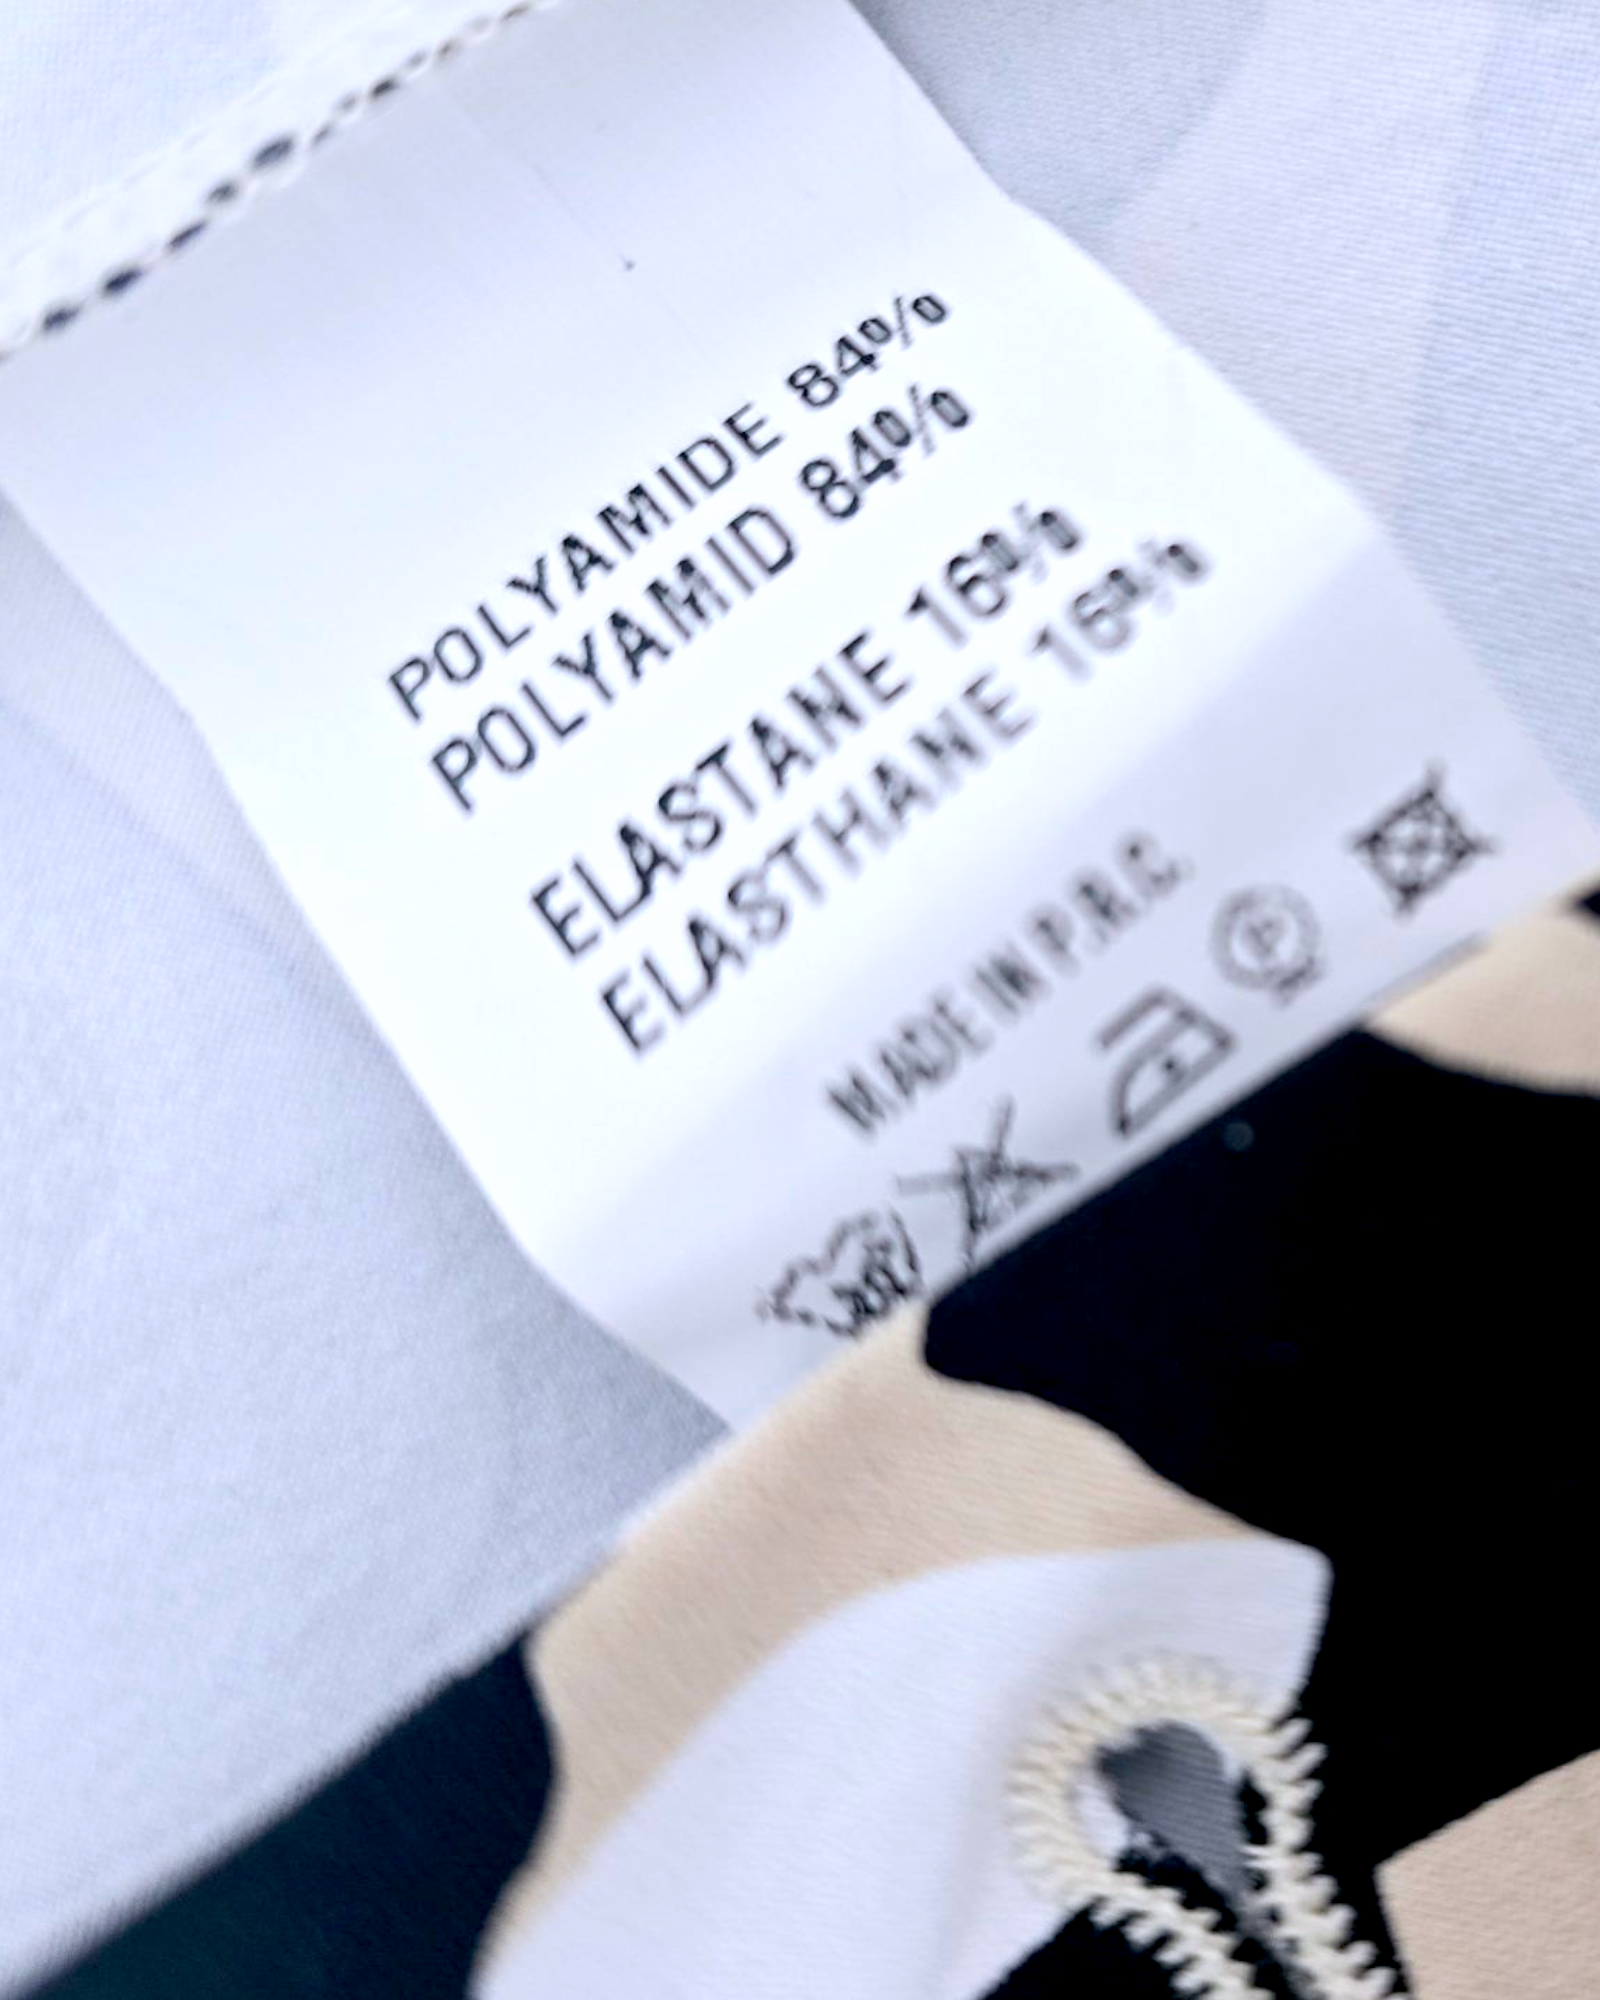 POLYAMIDE 84%
POLYAMID 84%
ELASTANE 16%
ELASTHANE 16%
MADE IN P.R.C.
P